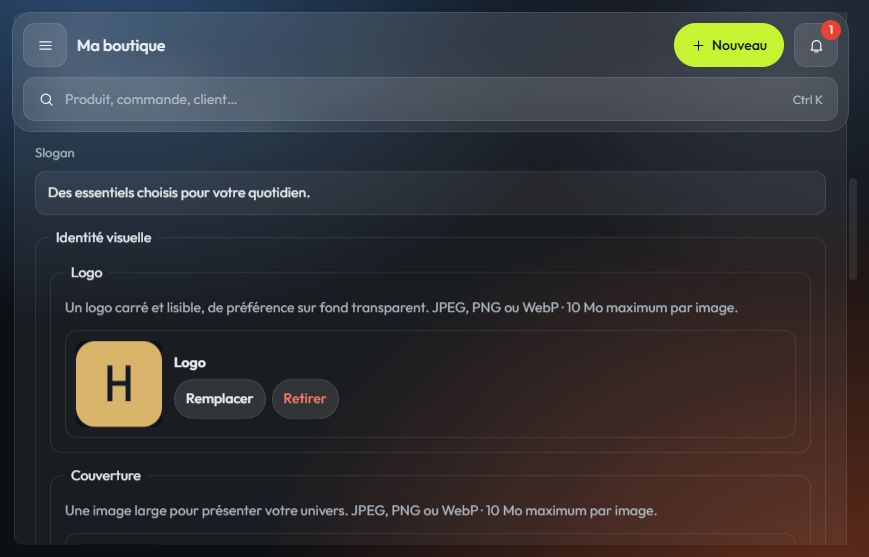 Ma boutique
+ Nouveau
1
Produit, commande, client...
Ctrl K
Slogan
Des essentiels choisis pour votre quotidien.
Identité visuelle
Logo
Un logo carré et lisible, de préférence sur fond transparent. JPEG, PNG ou WebP · 10 Mo maximum par image.
H
Logo
Remplacer
Retirer
Couverture
Une image large pour présenter votre univers. JPEG, PNG ou WebP · 10 Mo maximum par image.